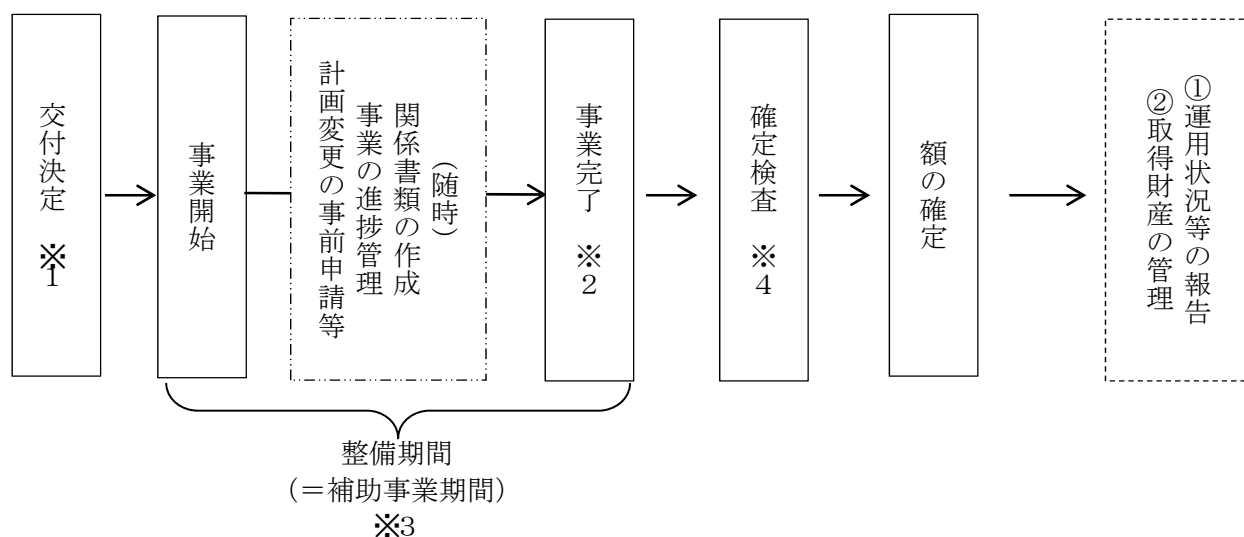 交付決定 ※1
事業開始
(随時)
関係書類の作成
事業の進捗管理
計画変更の事前申請等
事業完了 ※2
確定検査 ※4
額の確定
①運用状況等の報告
②取得財産の管理
整備期間
(=補助事業期間)
※3